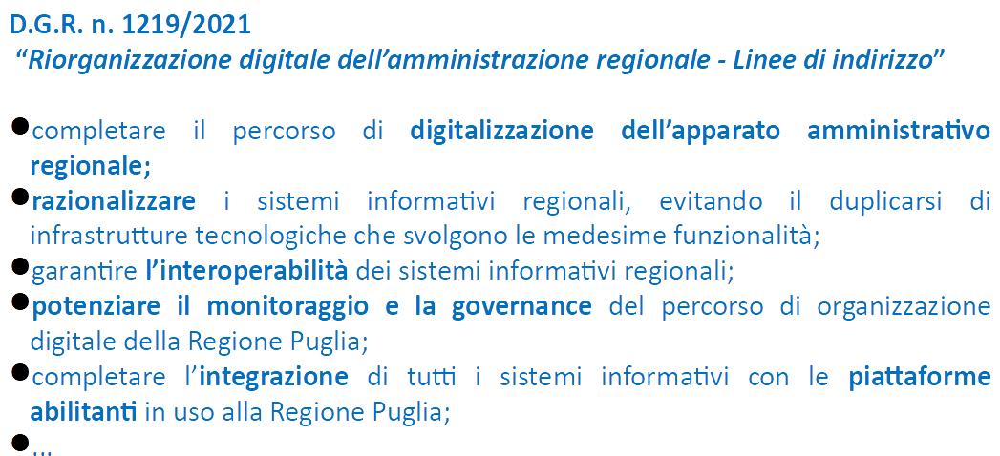 D.G.R. n. 1219/2021
“Riorganizzazione digitale dell’amministrazione regionale - Linee di indirizzo”
●completare il percorso di digitalizzazione dell’apparato amministrativo
regionale;
●razionalizzare i sistemi informativi regionali, evitando il duplicarsi di
infrastrutture tecnologiche che svolgono le medesime funzionalità;
●garantire l’interoperabilità dei sistemi informativi regionali;
●potenziare il monitoraggio e la governance del percorso di organizzazione
digitale della Regione Puglia;
●completare l’integrazione di tutti i sistemi informativi con le piattaforme
abilitanti in uso alla Regione Puglia;
●...